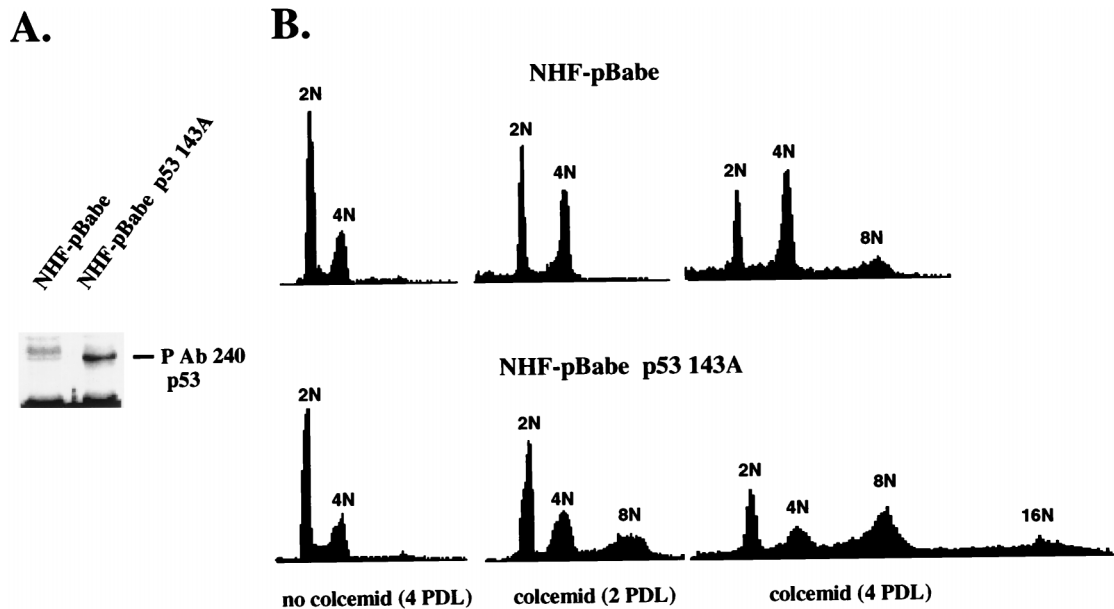 A.
NHF-pBabe
NHF-pBabe p53 143A
P Ab 240
p53
B.
NHF-pBabe
2N
4N
2N
4N
2N
4N
8N
NHF-pBabe p53 143A
2N
4N
2N
4N
8N
2N
4N
8N
16N
no colcemid (4 PDL)
colcemid (2 PDL)
colcemid (4 PDL)